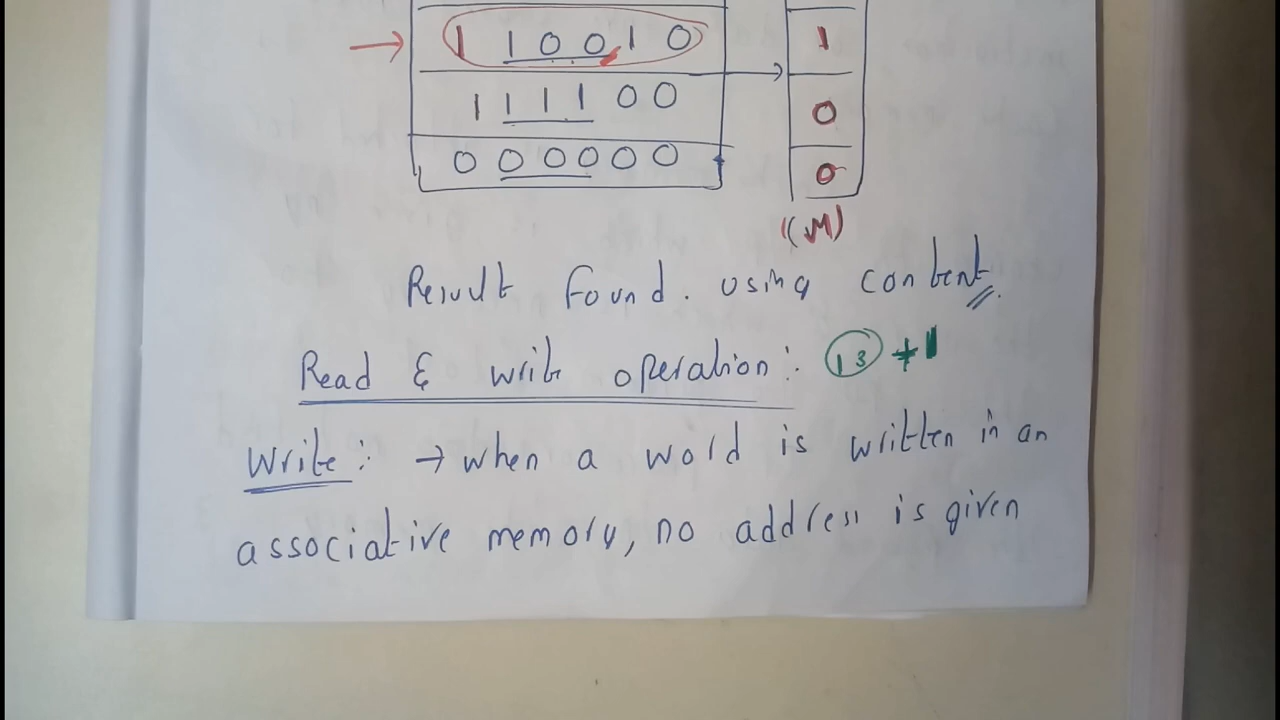 1 1 0 0 1 0 1
1 1 1 1 0 0 0
0 0 0 0 0 0 0
(M)
Result found. using content
Read & write operation: 13 +1
Write: → when a word is written in an
associative memory, no address is given